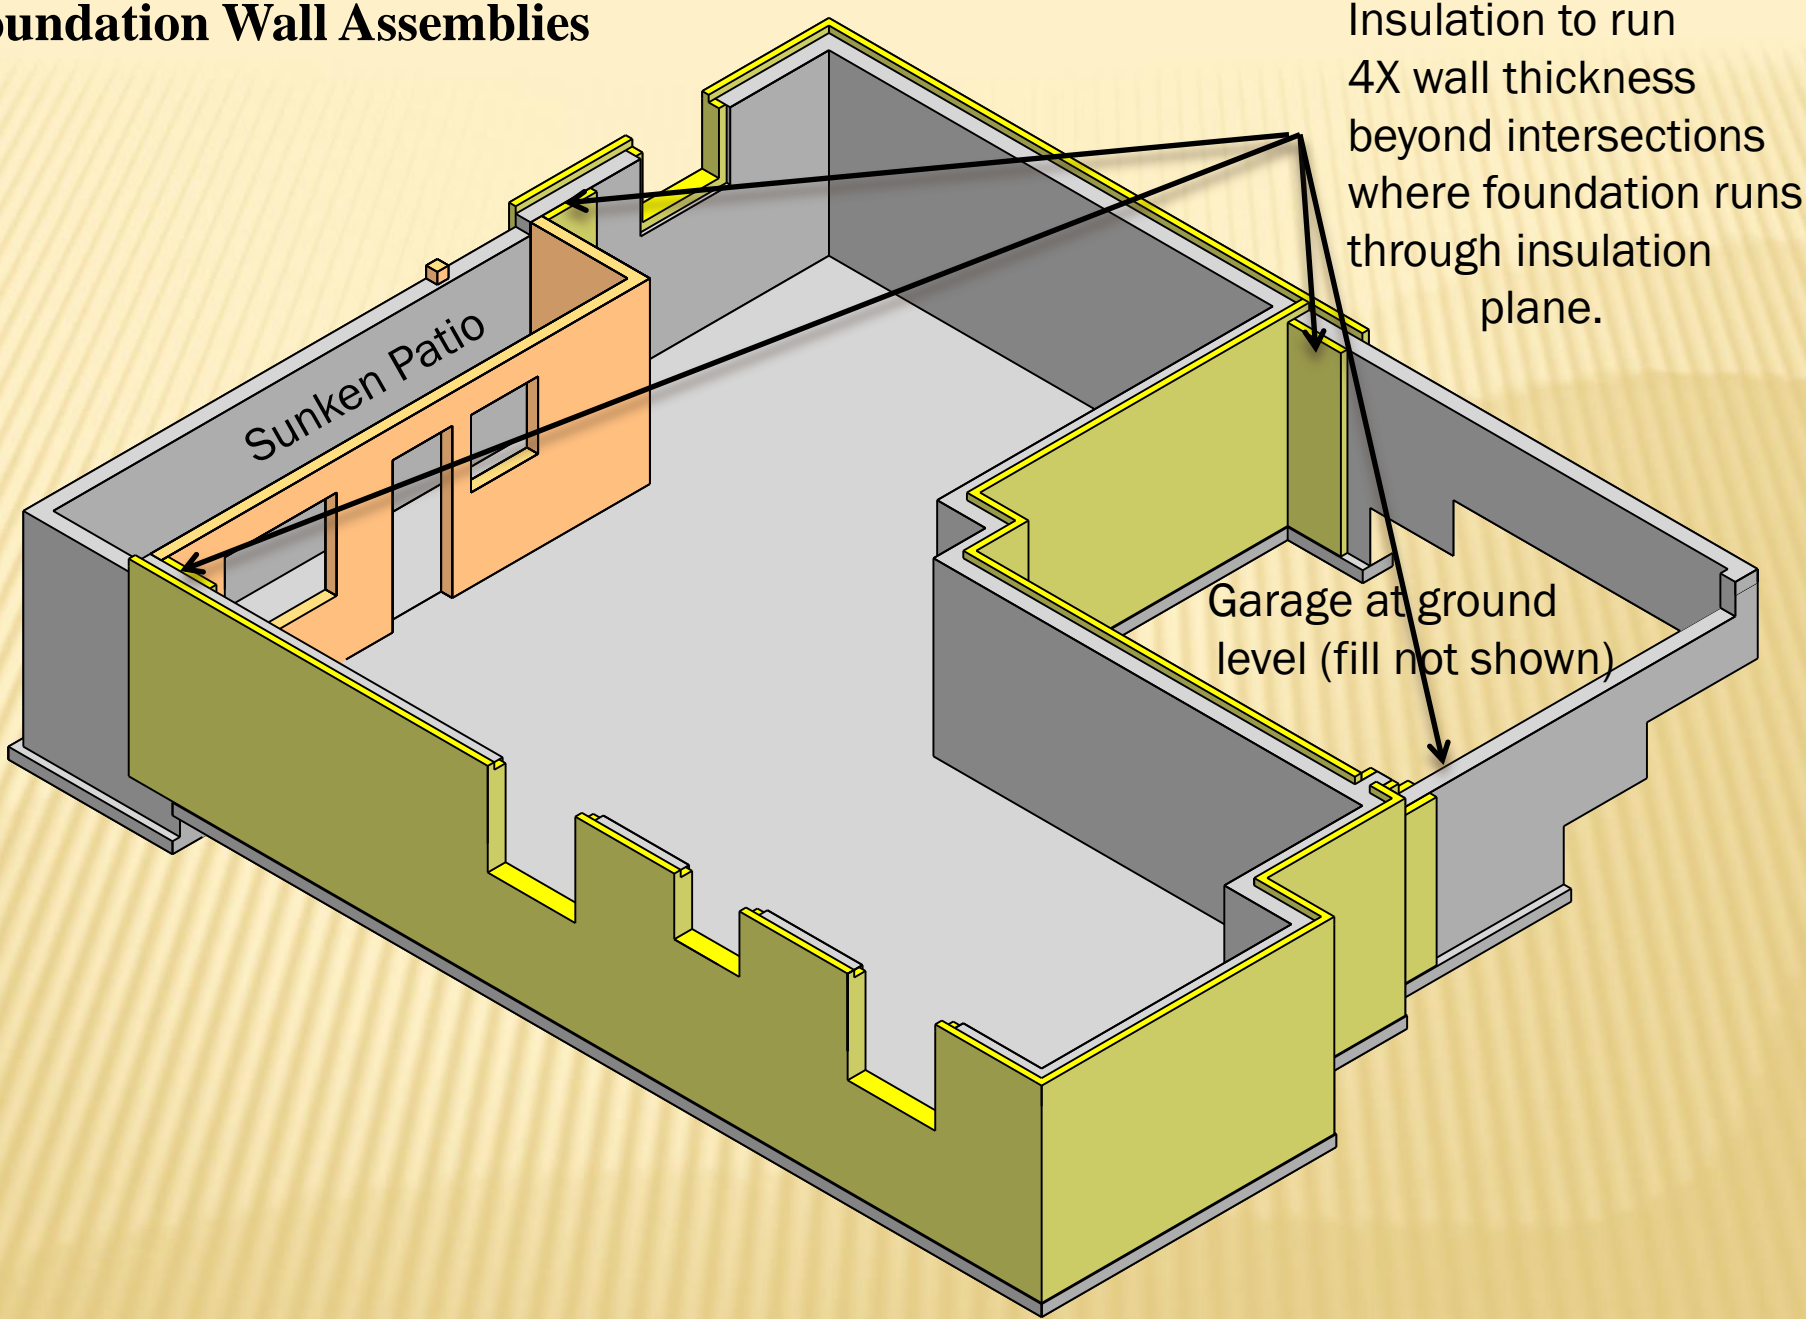 oundation Wall Assemblies
Insulation to run
4X wall thickness
beyond intersections
where foundation runs
through insulation
plane.
Sunken Patio
Garage at ground
level (fill not shown)